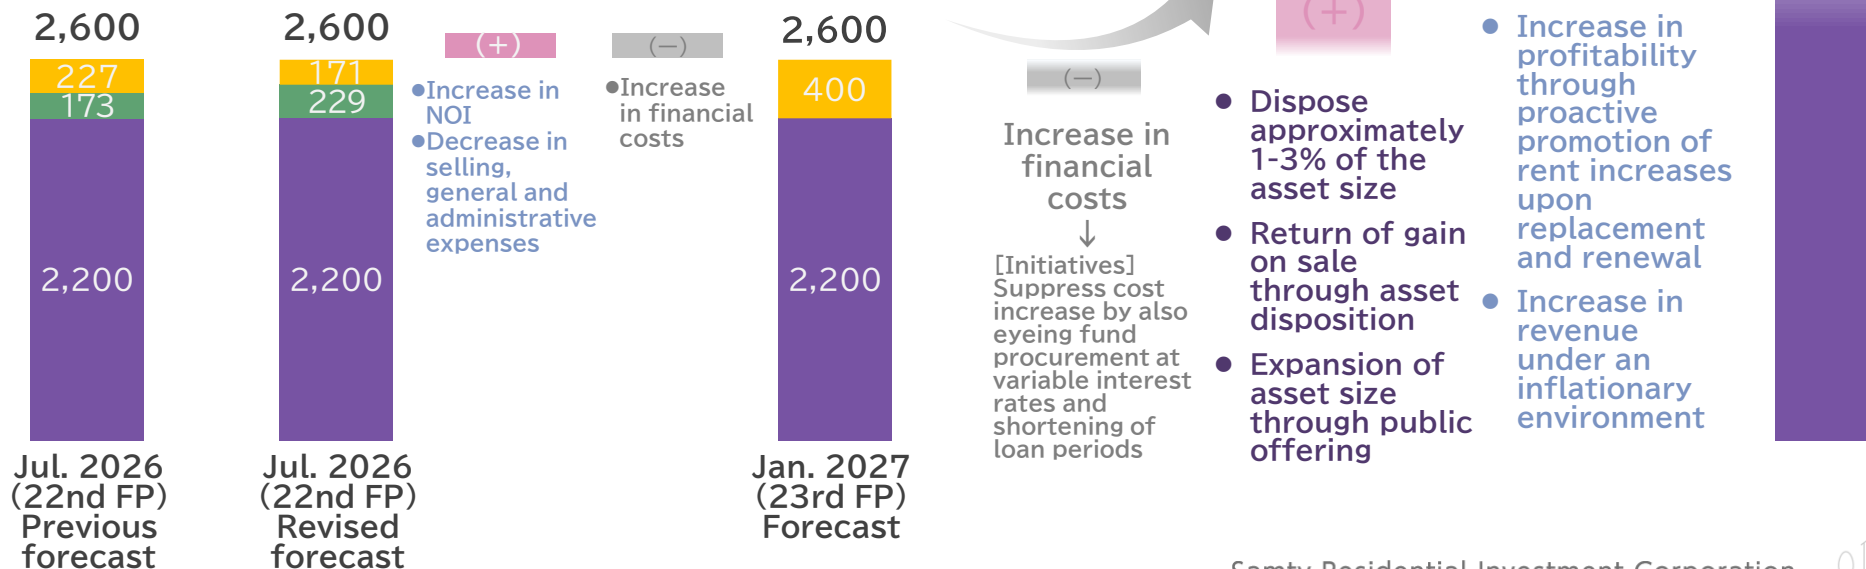 2,600
227
173
2,200
Jul. 2026
(22nd FP)
Previous
forecast
2,600
171
229
2,200
Jul. 2026
(22nd FP)
Revised
forecast
(+)
●Increase in
NOI
●Decrease in
selling,
general and
administrative
expenses
(−)
●Increase
in financial
costs
2,600
400
2,200
Jan. 2027
(23rd FP)
Forecast
(−)
Increase in
financial
costs
↓
[Initiatives]
Suppress cost
increase by also
eyeing fund
procurement at
variable interest
rates and
shortening of
loan periods
(+)
● Dispose
approximately
1-3% of the
asset size
● Return of gain
on sale
through asset
disposition
● Expansion of
asset size
through public
offering
● Increase in
profitability
through
proactive
promotion of
rent increases
upon
replacement
and renewal
● Increase in
revenue
under an
inflationary
environment
Samty Residential Investment Corporation